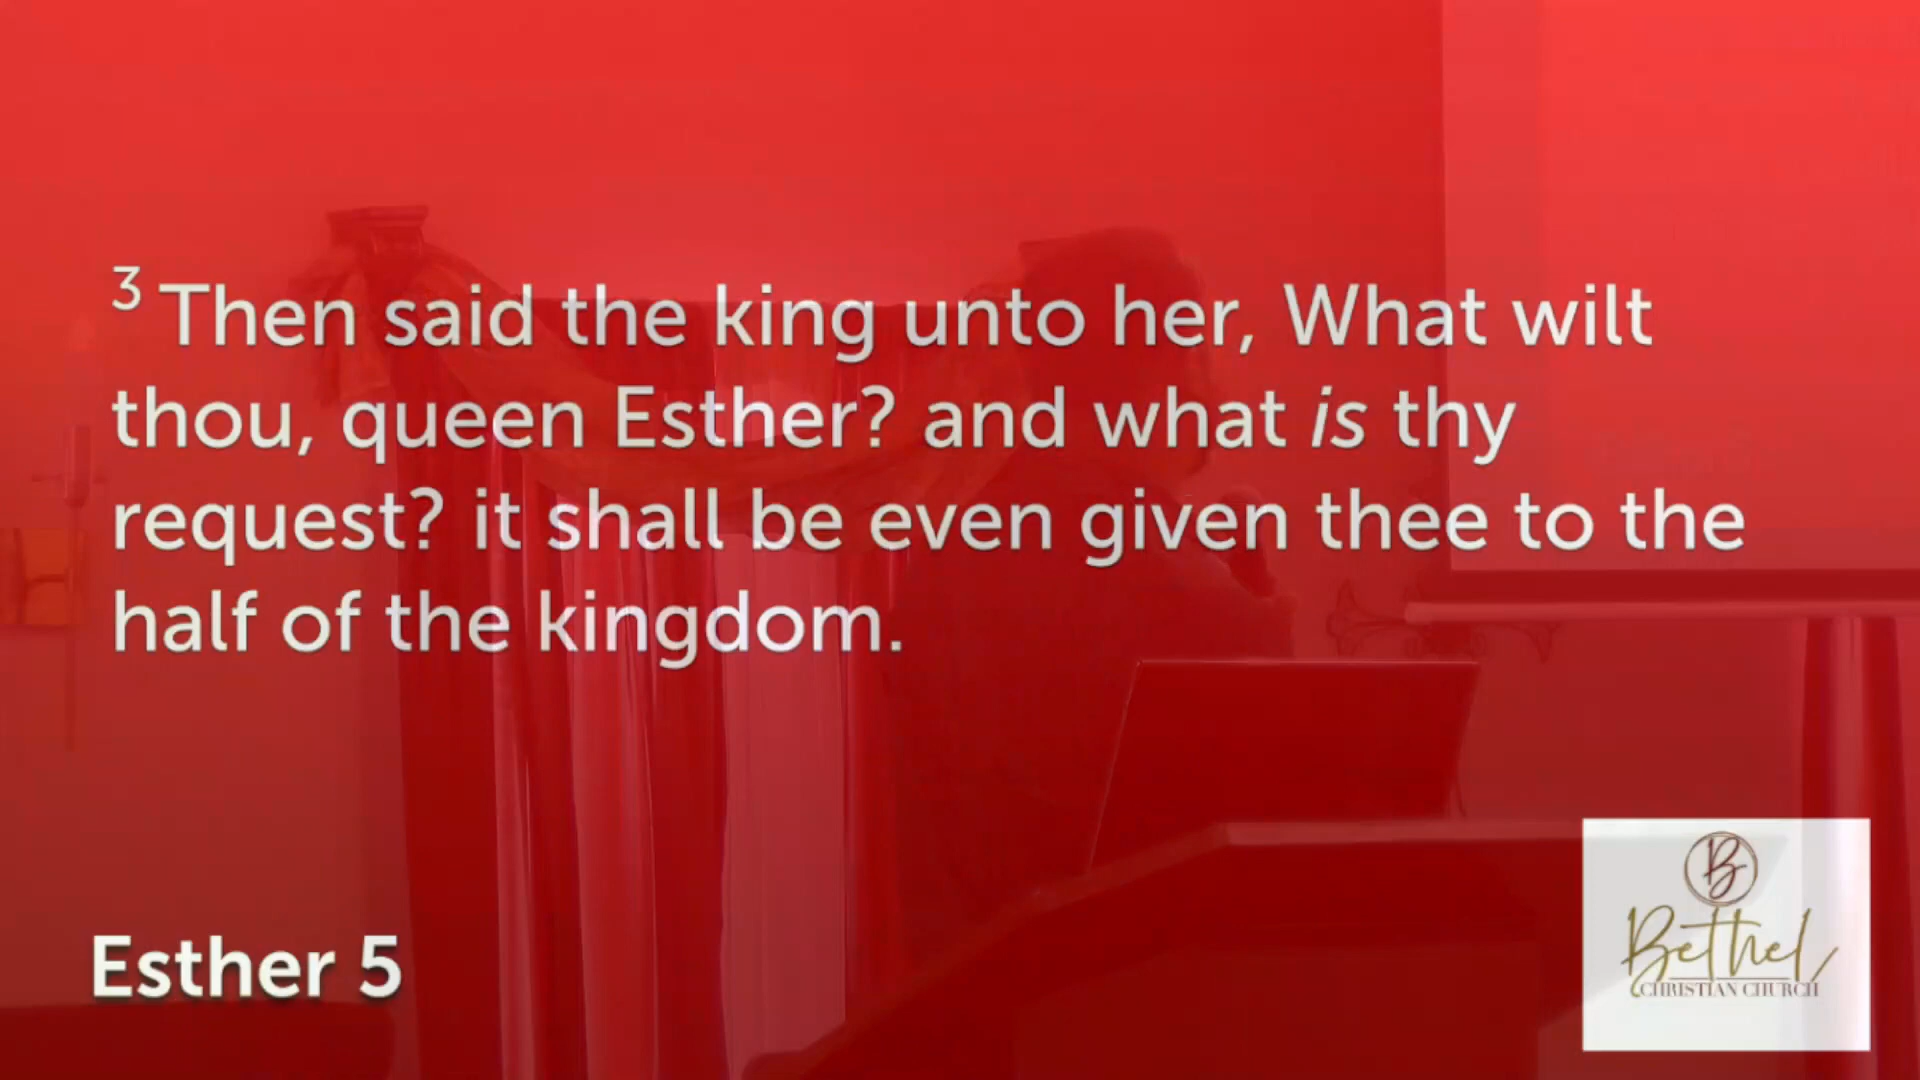 3 Then said the king unto her, What wilt
thou, queen Esther? and what is thy
request? it shall be even given thee to the
half of the kingdom.
Esther 5
B
Bethel
CHRISTIAN CHURCH